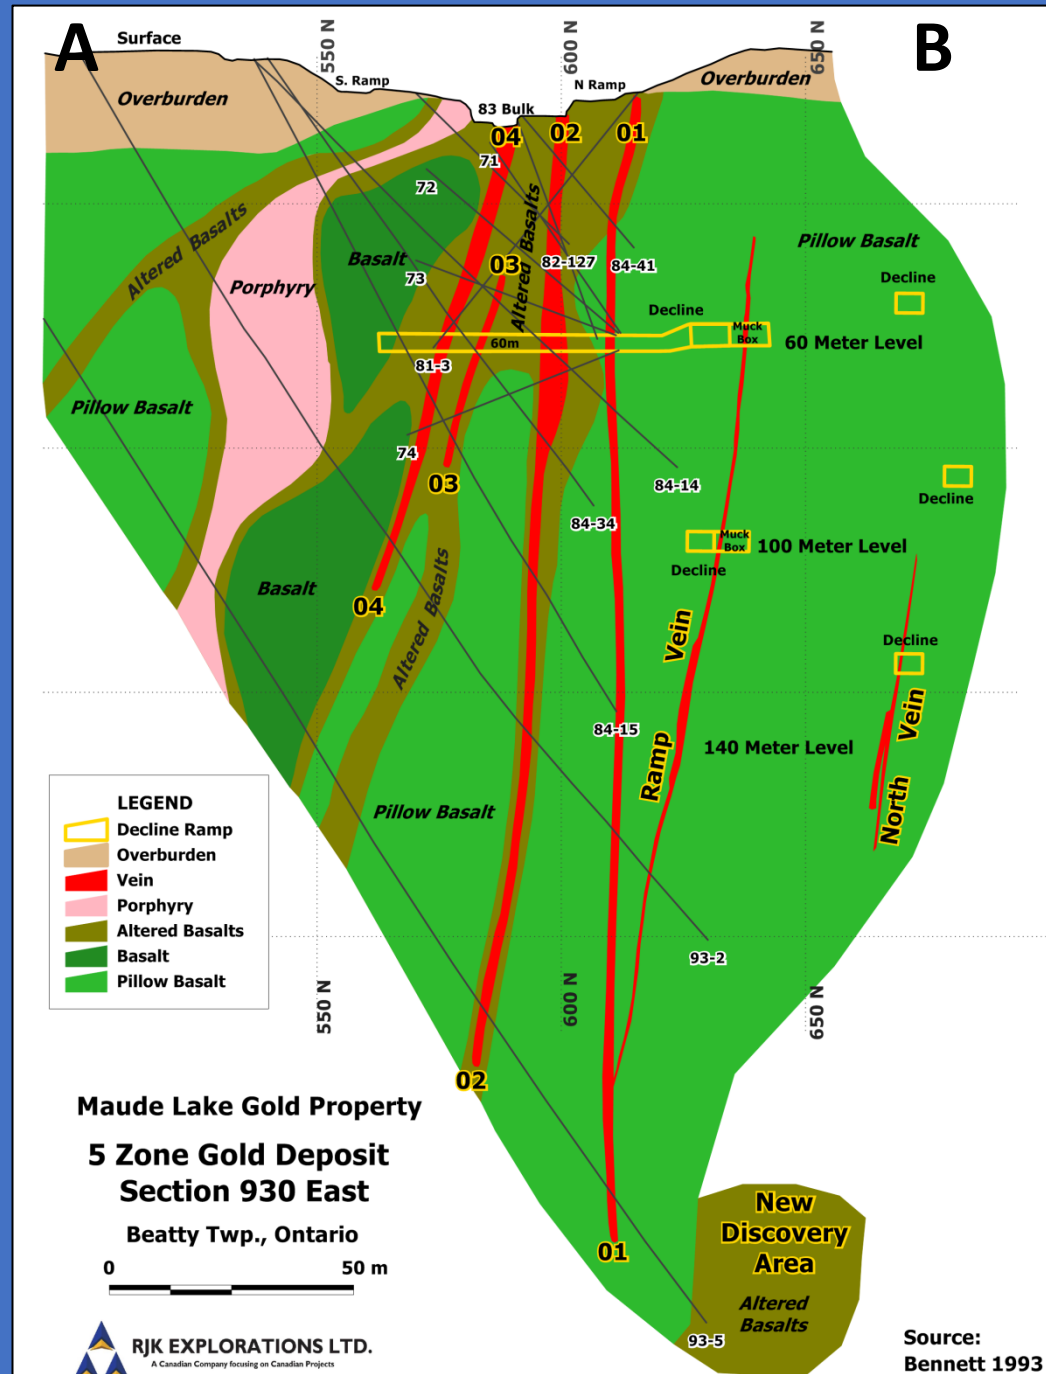 A
Surface
550 N
600 N
650 N
B
S. Ramp
N Ramp
Overburden
Overburden
83 Bulk
04
02
01
71
72
Altered Basalts
Altered Basalts
Basalt
73
03
82-127
84-41
Pillow Basalt
Porphyry
Decline
Decline
Muck
Box
60m
60 Meter Level
81-3
Pillow Basalt
74
03
84-14
Decline
84-34
Muck
Box
100 Meter Level
Decline
Basalt
04
Altered Basalts
Ramp Vein
Decline
84-15
North Vein
140 Meter Level
Pillow Basalt
LEGEND
Decline Ramp
Overburden
Vein
Porphyry
Altered Basalts
Basalt
Pillow Basalt
93-2
550 N
600 N
650 N
02
Maude Lake Gold Property
5 Zone Gold Deposit
Section 930 East
Beatty Twp., Ontario
0 50 m
01
New
Discovery
Area
Altered
Basalts
93-5
RJK EXPLORATIONS LTD.
A Canadian Company focusing on Canadian Projects
Source:
Bennett 1993